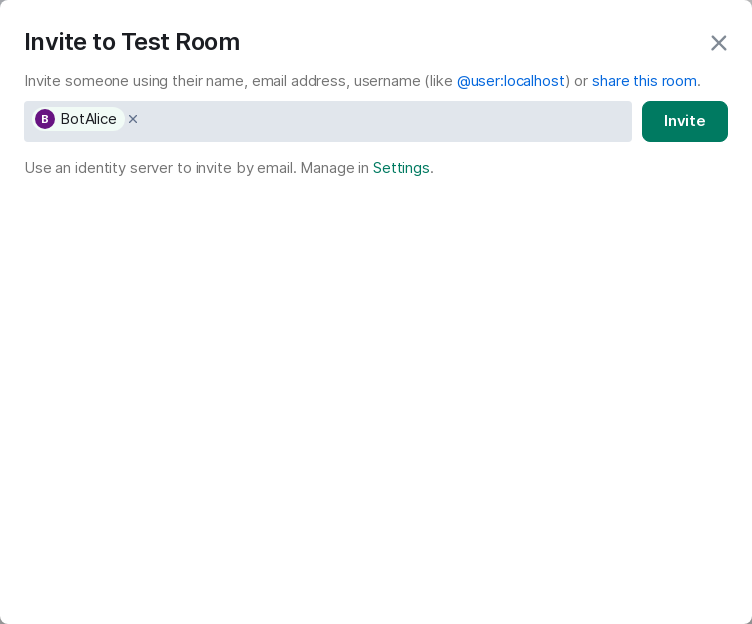 Invite to Test Room
Invite someone using their name, email address, username (like @user:localhost) or share this room.
B BotAlice
Invite
Use an identity server to invite by email. Manage in Settings.